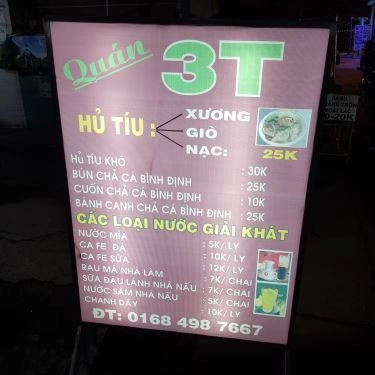 Quán 3T
HỦ TÍU :
XƯƠNG
GIÒ
NẠC:
25K
HỦ TÍU KHÔ : 30K
BÚN CHẢ CÁ BÌNH ĐỊNH : 25K
CUỐN CHẢ CÁ BÌNH ĐỊNH : 10K
BÁNH CANH CHẢ CÁ BÌNH ĐỊNH : 25K
CÁC LOẠI NƯỚC GIẢI KHÁT
NƯỚC MÍA : 5K/ LY
CA FE ĐÁ : 10K/ LY
CA FE SỮA : 12K/ LY
RAU MÁ NHÀ LÀM : 7K/ CHAI
SỮA ĐẬU LÀNH NHÀ NẤU : 7K/ CHAI
NƯỚC SÂM NHÀ NẤU : 5K/ CHAI
CHANH DÂY : 10K/ LY
ĐT: 0168 498 7667
BÁNH
TRÁNG TRỘN